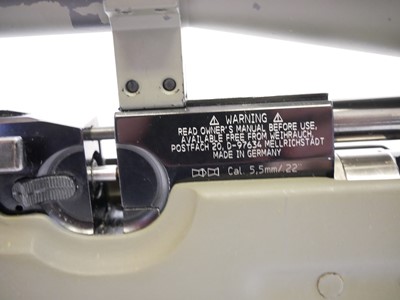 ⚠ WARNING ⚠
READ OWNER'S MANUAL BEFORE USE.
AVAILABLE FREE FROM WEIHRAUCH,
POSTFACH 20, D-97634 MELLRICHSTADT
MADE IN GERMANY
Cal. 5,5mm/.22"